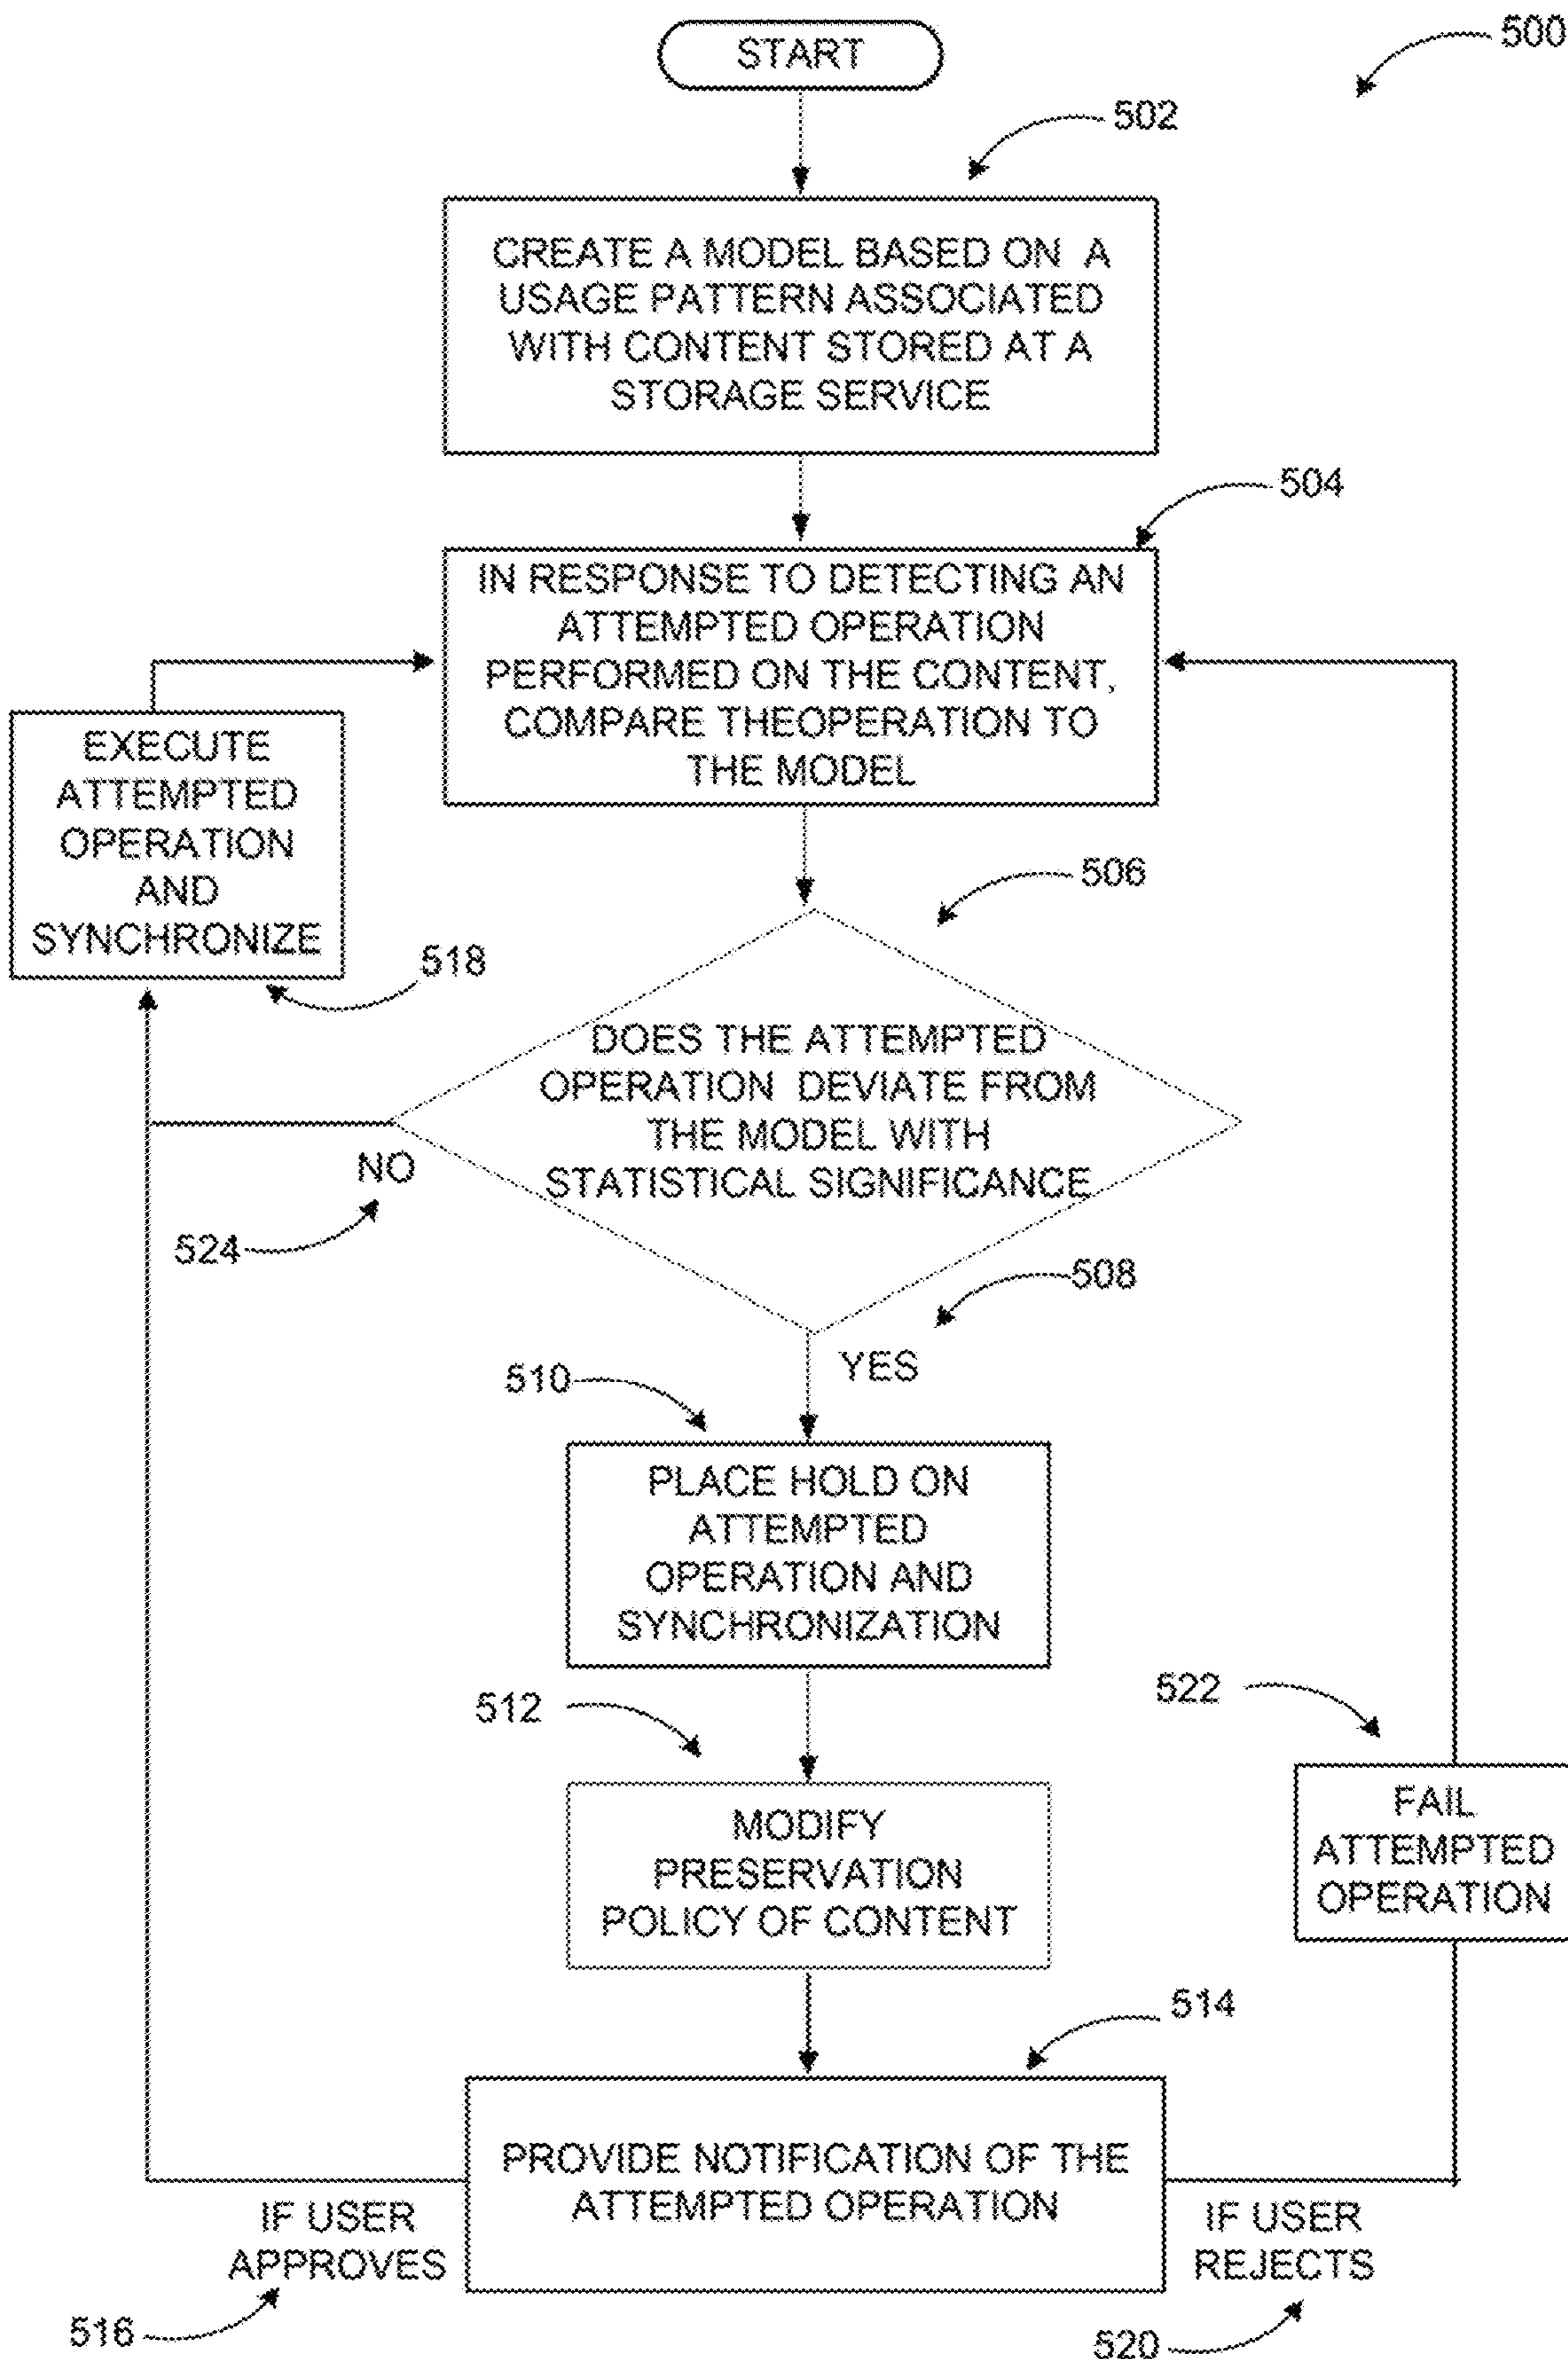 START
500
502
CREATE A MODEL BASED ON A
USAGE PATTERN ASSOCIATED
WITH CONTENT STORED AT A
STORAGE SERVICE
504
IN RESPONSE TO DETECTING AN
ATTEMPTED OPERATION
PERFORMED ON THE CONTENT,
COMPARE THEOPERATION TO
THE MODEL
EXECUTE
ATTEMPTED
OPERATION
AND
SYNCHRONIZE
518
506
DOES THE ATTEMPTED
OPERATION DEVIATE FROM
THE MODEL WITH
STATISTICAL SIGNIFICANCE
NO
524
508
YES
510
PLACE HOLD ON
ATTEMPTED
OPERATION AND
SYNCHRONIZATION
512
MODIFY
PRESERVATION
POLICY OF CONTENT
522
FAIL
ATTEMPTED
OPERATION
514
PROVIDE NOTIFICATION OF THE
ATTEMPTED OPERATION
IF USER
APPROVES
516
IF USER
REJECTS
520